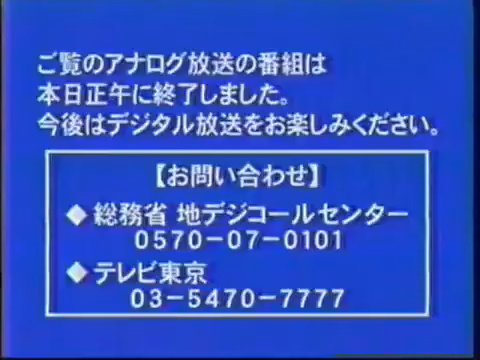 ご覧のアナログ放送の番組は
本日正午に終了しました。
今後はデジタル放送をお楽しみください。
【お問い合わせ】
◆ 総務省 地デジコールセンター
0570-07-0101
◆ テレビ東京
03-5470-7777